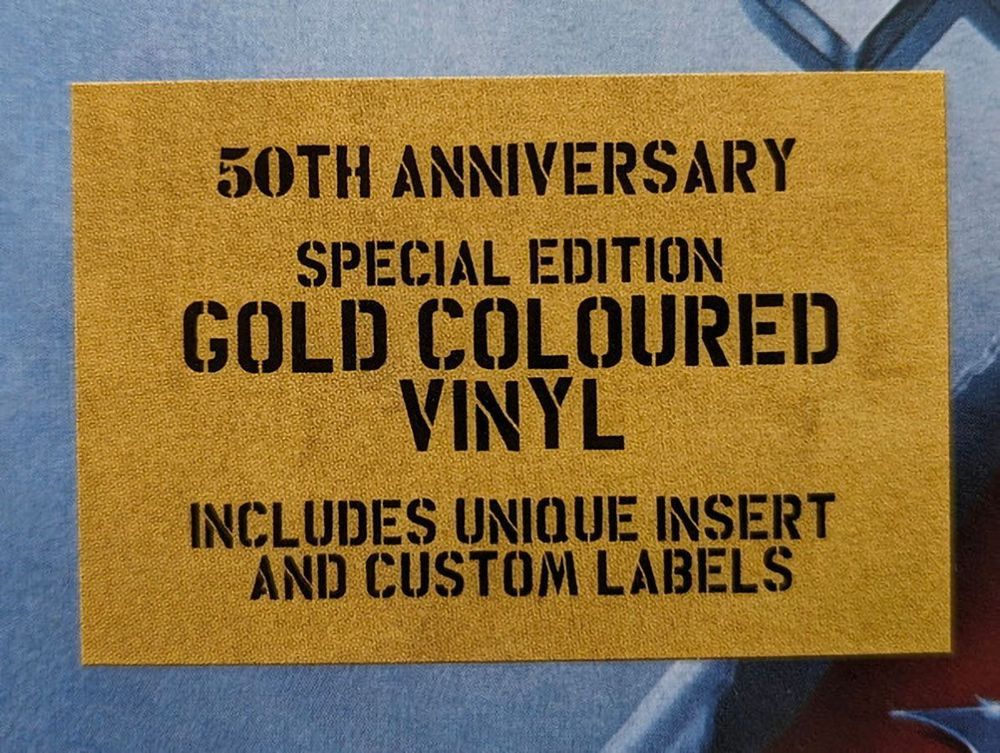 50TH ANNIVERSARY
SPECIAL EDITION
GOLD COLOURED
VINYL
INCLUDES UNIQUE INSERT
AND CUSTOM LABELS